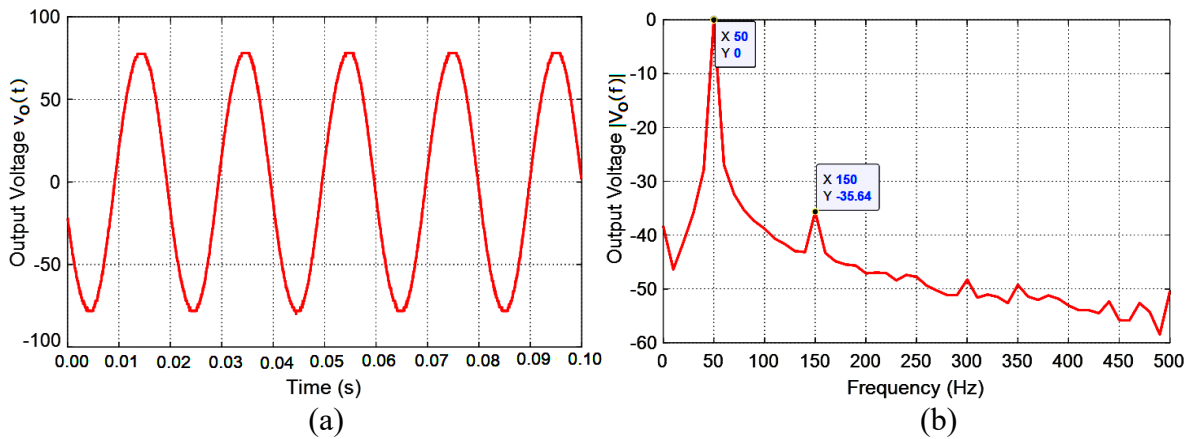 100
50
0
-50
-100
Output Voltage vo(t)
0.00 0.01 0.02 0.03 0.04 0.05 0.06 0.07 0.08 0.09 0.10
Time (s)
(a)
0
-10
-20
-30
-40
-50
-60
Output Voltage |Vo(f)|
X 50
Y 0
X 150
Y -35.64
0 50 100 150 200 250 300 350 400 450 500
Frequency (Hz)
(b)